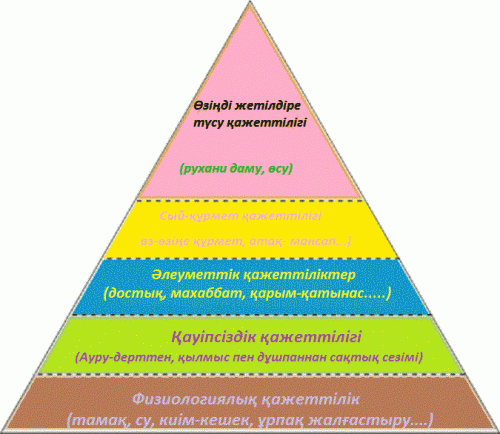 Өзіңді жетілдіре
түсу қажеттілігі
(рухани даму, өсу)
Сый-құрмет қажеттілігі
өз-өзіңе құрмет, атақ мансап...)
Әлеуметтік қажеттіліктер
(достық, махаббат, қарым-қатынас.....)
Қауіпсіздік қажеттілігі
(Ауру-дерттен, қылмыс пен дұшпаннан сақтық сезімі)
Физиологиялық қажеттілік
(тамақ, су, киім-кешек, ұрпақ жалғастыру....)